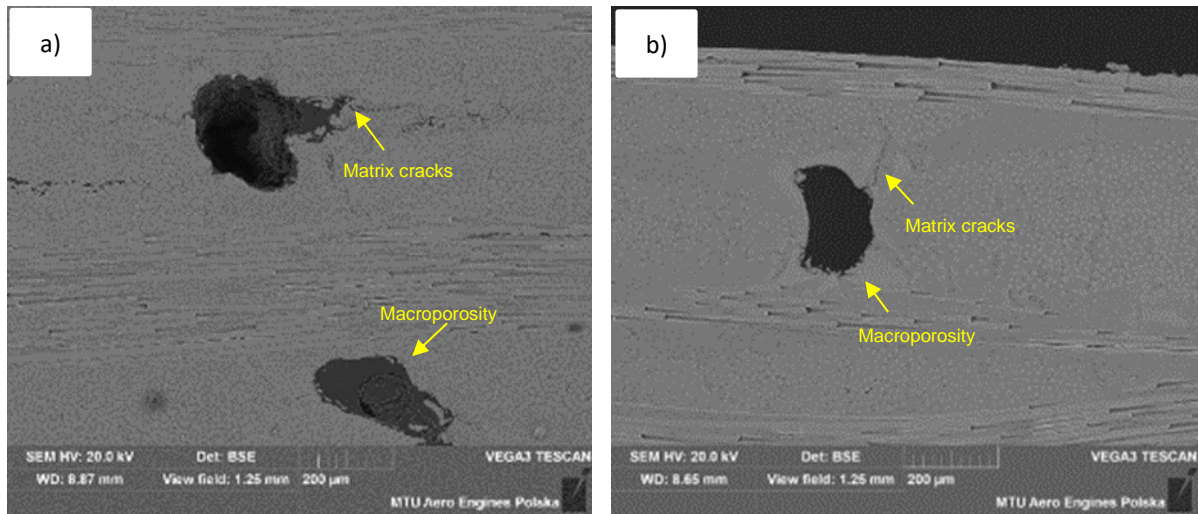 a)
Matrix cracks
Macroporosity
SEM HV: 20.0 kV Det: BSE VEGA3 TESCAN
WD: 8.87 mm View field: 1.25 mm 200 µm
MTU Aero Engines Polska
b)
Matrix cracks
Macroporosity
SEM HV: 20.0 kV Det: BSE VEGA3 TESCAN
WD: 8.65 mm View field: 1.25 mm 200 µm
MTU Aero Engines Polska